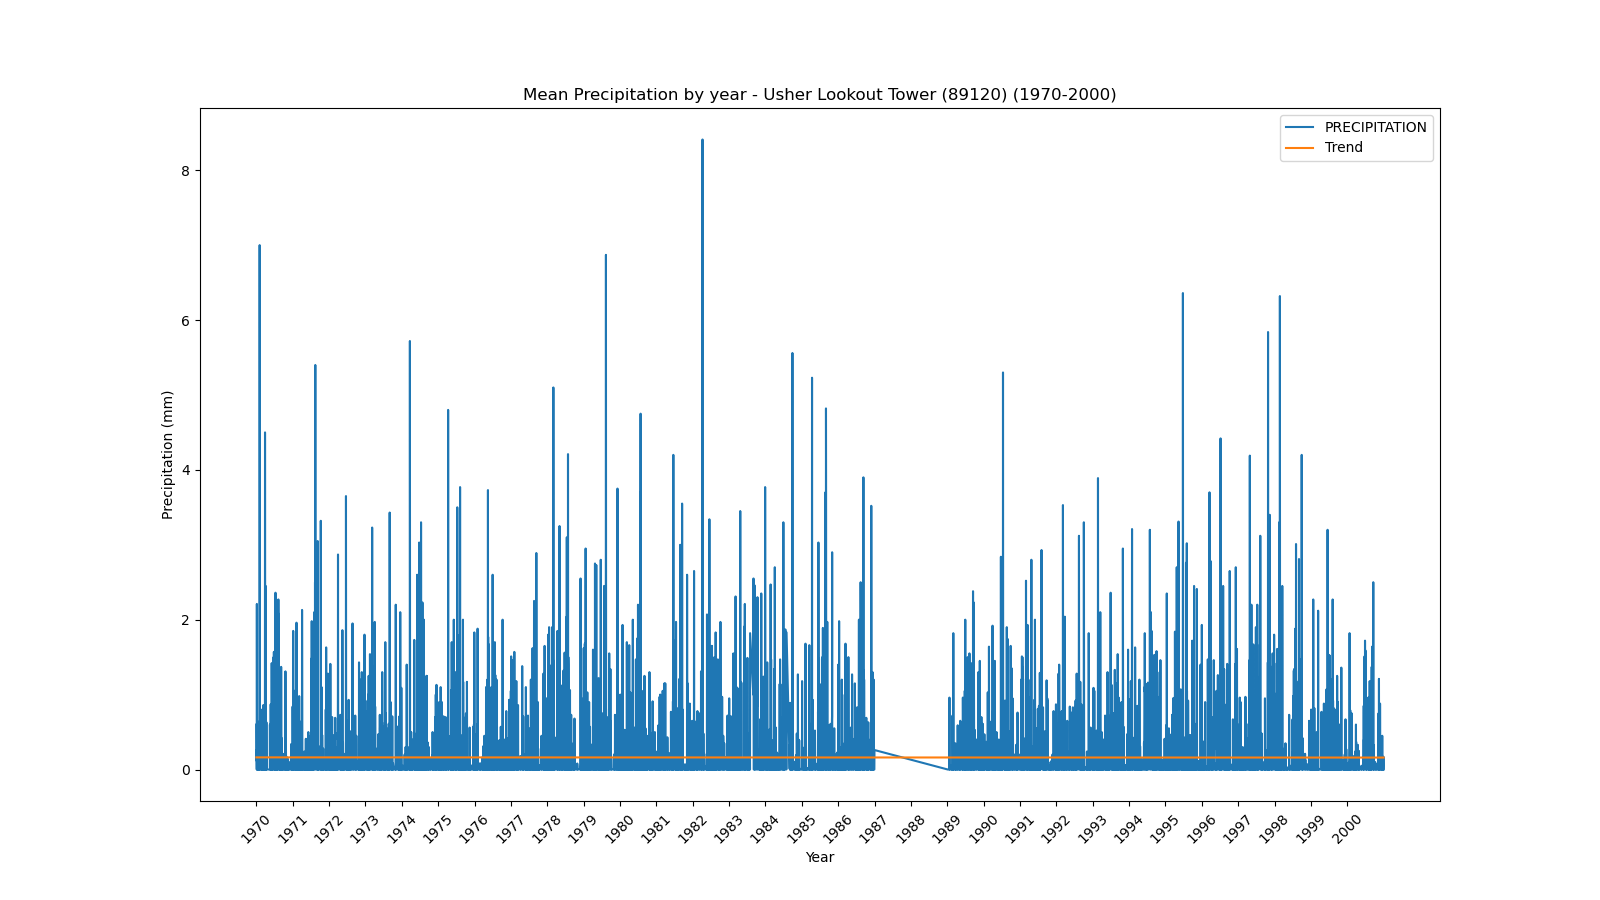 Mean Precipitation by year - Usher Lookout Tower (89120) (1970-2000)
PRECIPITATION
Trend
8
6
4
2
0
Precipitation (mm)
1970 1971 1972 1973 1974 1975 1976 1977 1978 1979 1980 1981 1982 1983 1984 1985 1986 1987 1988 1989 1990 1991 1992 1993 1994 1995 1996 1997 1998 1999 2000
Year